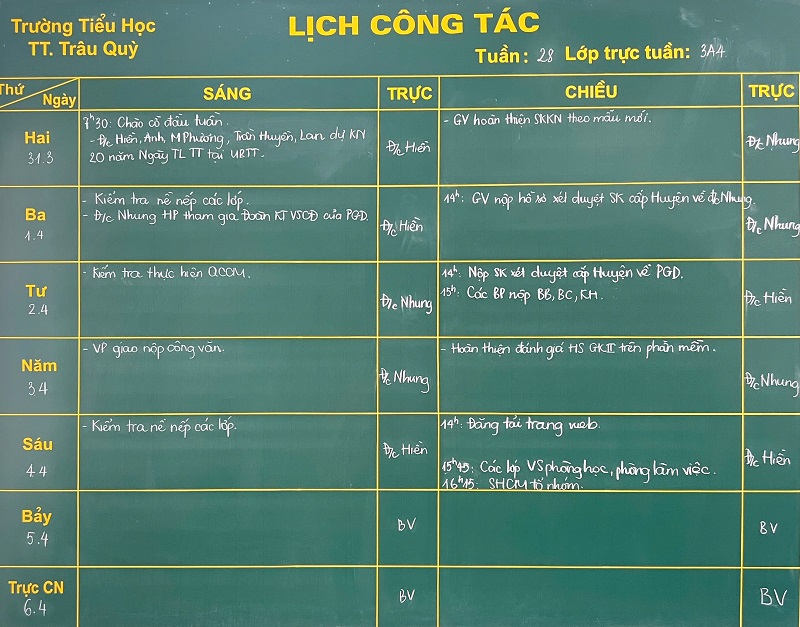 Trường Tiểu Học
TT. Trâu Quỳ
LỊCH CÔNG TÁC
Tuần: 28 Lớp trực tuần: 3A4
Thứ
Ngày
SÁNG
TRỰC
CHIỀU
TRỰC
Hai
31.3
7h30: Chào cờ đầu tuần.
- Đ/c Hiền, Anh, M Phương, Trần Huyền, Lan dự KN
20 năm Ngày TL TT tại UBTT.
Đ/c Hiền
- GV hoàn thiện SKKN theo mẫu mới.
Đ/c Nhung
Ba
1.4
- Kiểm tra nề nếp các lớp.
- Đ/c Nhung HP tham gia Đoàn KT VSCĐ của PGD.
Đ/c Hiền
14h: GV nộp hồ sơ xét duyệt SK cấp Huyện về đ/c Nhung.
Đ/c Nhung
Tư
2.4
- Kiểm tra thực hiện QCCM.
Đ/c Nhung
14h: Nộp SK xét duyệt cấp Huyện về PGD.
15h: Các BP nộp BB, BC, KH.
Đ/c Hiền
Năm
3.4
- VP giao nộp công văn.
Đ/c Nhung
- Hoàn thiện đánh giá HS GKII trên phần mềm.
Đ/c Nhung
Sáu
4.4
- Kiểm tra nề nếp các lớp.
Đ/c Hiền
14h: Đăng tải trang web.
15h45: Các lớp VS phòng học, phòng làm việc.
16h15: SHCM tổ nhóm.
Đ/c Hiền
Bảy
5.4
BV
BV
Trực CN
6.4
BV
BV